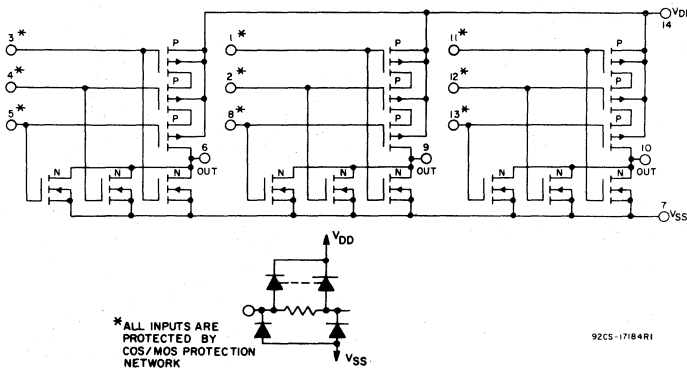 VDD
14
3 *
1 *
11 *
P
P
P
4 *
2 *
12 *
P
P
P
5 *
8 *
13 *
P
P
P
6
9
10
OUT
OUT
OUT
N
N
N
N
N
N
N
N
N
7
VSS
VDD
* ALL INPUTS ARE
PROTECTED BY
COS/MOS PROTECTION
NETWORK
VSS
92CS-17184R1